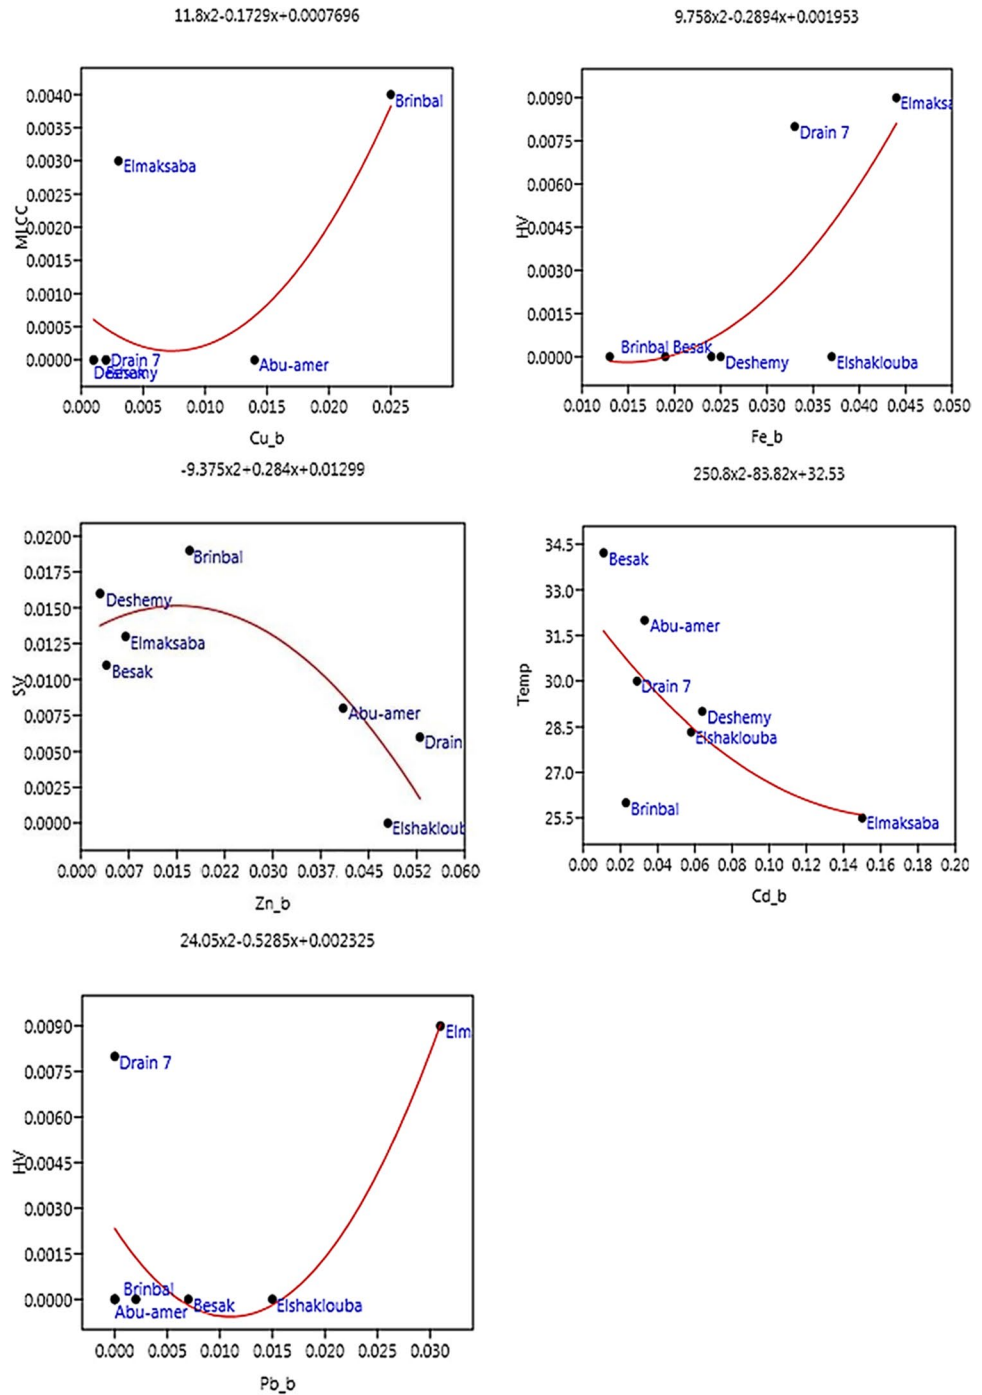 11.8x2-0.1729x+0.0007696
MLCC
0.0040
0.0035
0.0030
0.0025
0.0020
0.0015
0.0010
0.0005
0.0000
Brinbal
Elmaksaba
Drain 7
Deshemy
Abu-amer
0.000 0.005 0.010 0.015 0.020 0.025
Cu_b
9.758x2-0.2894x+0.001953
HV
0.0090
0.0075
0.0060
0.0045
0.0030
0.0015
0.0000
Elmaksa
Drain 7
Brinbal Besak
Deshemy
Elshaklouba
0.010 0.015 0.020 0.025 0.030 0.035 0.040 0.045 0.050
Fe_b
-9.375x2+0.284x+0.01299
SV
0.0200
0.0175
0.0150
0.0125
0.0100
0.0075
0.0050
0.0025
0.0000
Brinbal
Deshemy
Elmaksaba
Besak
Abu-amer
Drain
Elshakloub
0.000 0.007 0.015 0.022 0.030 0.037. 0.045 0.052 0.060
Zn_b
250.8x2-83.82x+32.53
Temp
34.5
33.0
31.5
30.0
28.5
27.0
25.5
Besak
Abu-amer
Drain 7
Deshemy
Elshaklouba
Brinbal
Elmaksaba
0.00 0.02 0.04 0.06 0.08 0.10 0.12 0.14 0.16 0.18 0.20
Cd_b
24.05x2-0.5285x+0.002325
HV
0.0090
0.0075
0.0060
0.0045
0.0030
0.0015
0.0000
Elm
Drain 7
Brinbal
Abu-amer
Besak
Elshaklouba
0.000 0.005 0.010 0.015 0.020 0.025 0.030
Pb_b